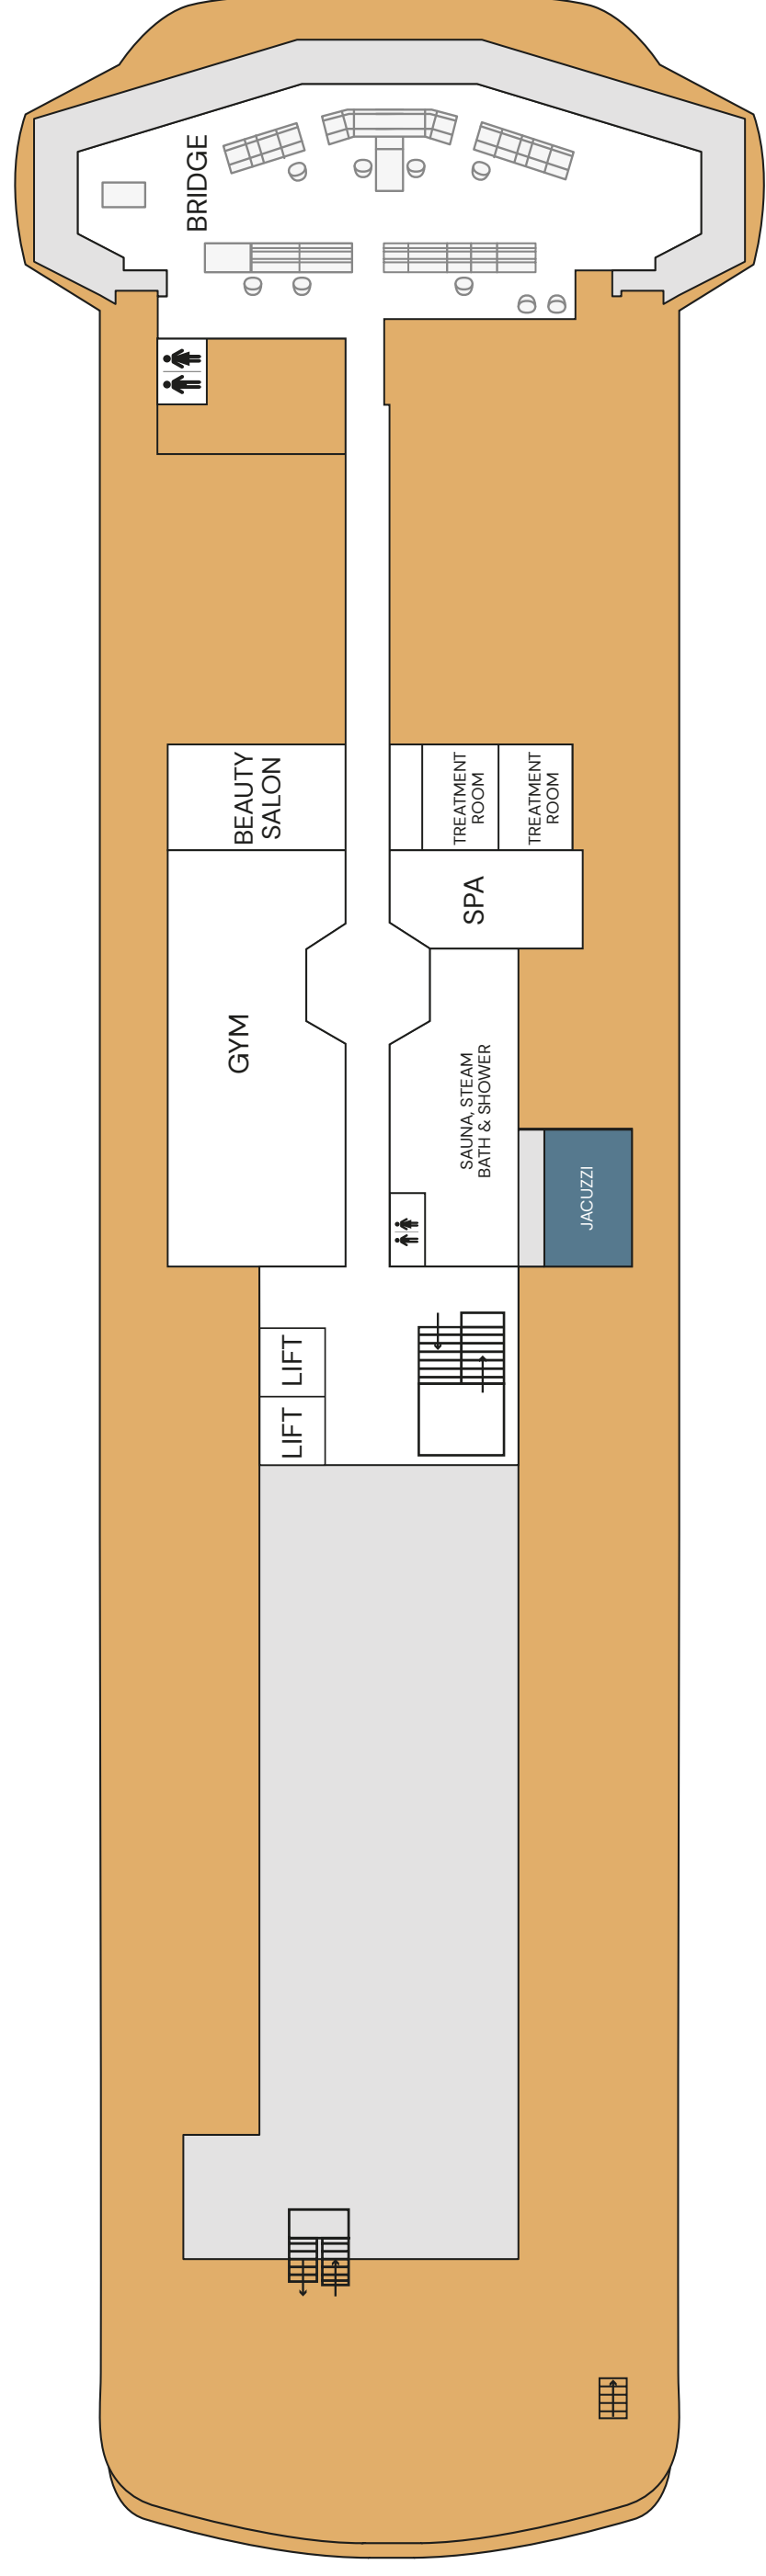 BRIDGE
BEAUTY
SALON
TREATMENT
ROOM
TREATMENT
ROOM
SPA
GYM
SAUNA, STEAM
BATH & SHOWER
JACUZZI
LIFT
LIFT